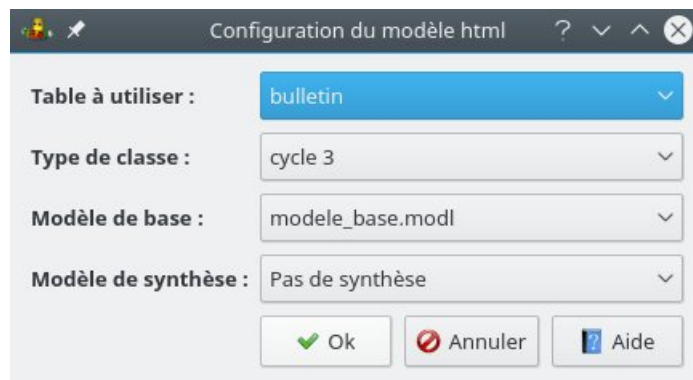 Configuration du modèle html
Table à utiliser : bulletin
Type de classe : cycle 3
Modèle de base : modele_base.modl
Modèle de synthèse : Pas de synthèse
Ok Annuler Aide